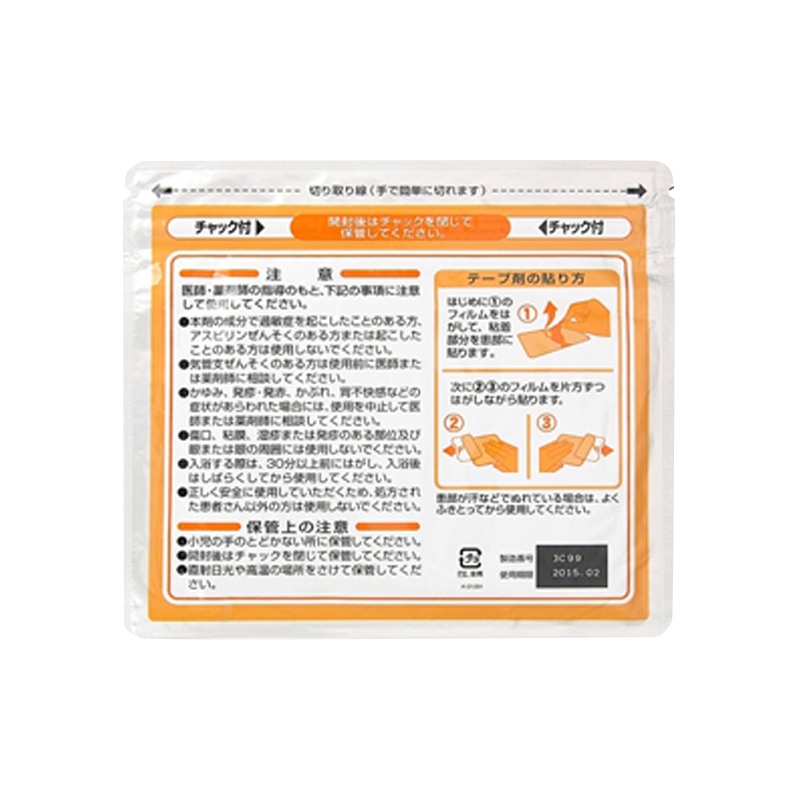 切り取り線(手で簡単に切れます)
チャック付
開封後はチャックを閉じて
保管してください。
チャック付
注 意
医師・薬剤師の指導のもと、下記の事項に注意
して使用してください。
●本剤の成分で過敏症を起こしたことのある方、
アスピリンぜんそくのある方または起こした
ことのある方は使用しないでください。
●気管支ぜんそくのある方は使用前に医師また
は薬剤師に相談してください。
●かゆみ、発疹・発赤、かぶれ、胃不快感などの
症状があらわれた場合には、使用を中止して医
師または薬剤師に相談してください。
●傷口、粘膜、湿疹または発疹のある部位及び
眼または眼の周囲には使用しないでください。
●入浴する際は、30分以上前にはがし、入浴後
はしばらくしてから使用してください。
●正しく安全に使用していただくため、処方され
た患者さん以外の方は使用しないでください。
保管上の注意
●小児の手のとどかない所に保管してください。
●開封後はチャックを閉じて保管してください。
●直射日光や高温の場所をさけて保管してくだ
さい。
テープ剤の貼り方
はじめに①の
フィルムをは
がして、粘着
部分を患部に
貼ります。
①
次に②③のフィルムを片方ずつ
はがしながら貼ります。
②
③
患部が汗などでぬれている場合は、よく
ふきとってから使用してください。
プラ
製造番号
3C99
使用期限
2015.02